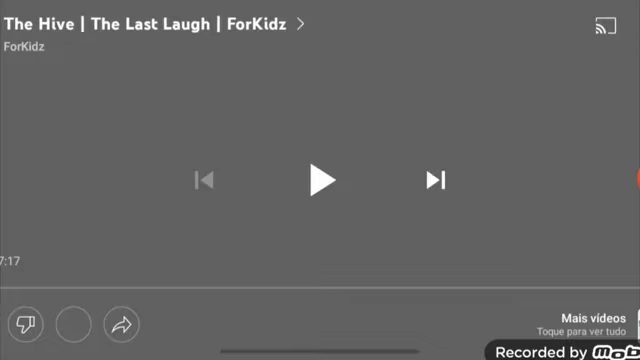 The Hive | The Last Laugh | ForKidz
ForKidz
7:17
Mais vídeos
Toque para ver tudo
Recorded by